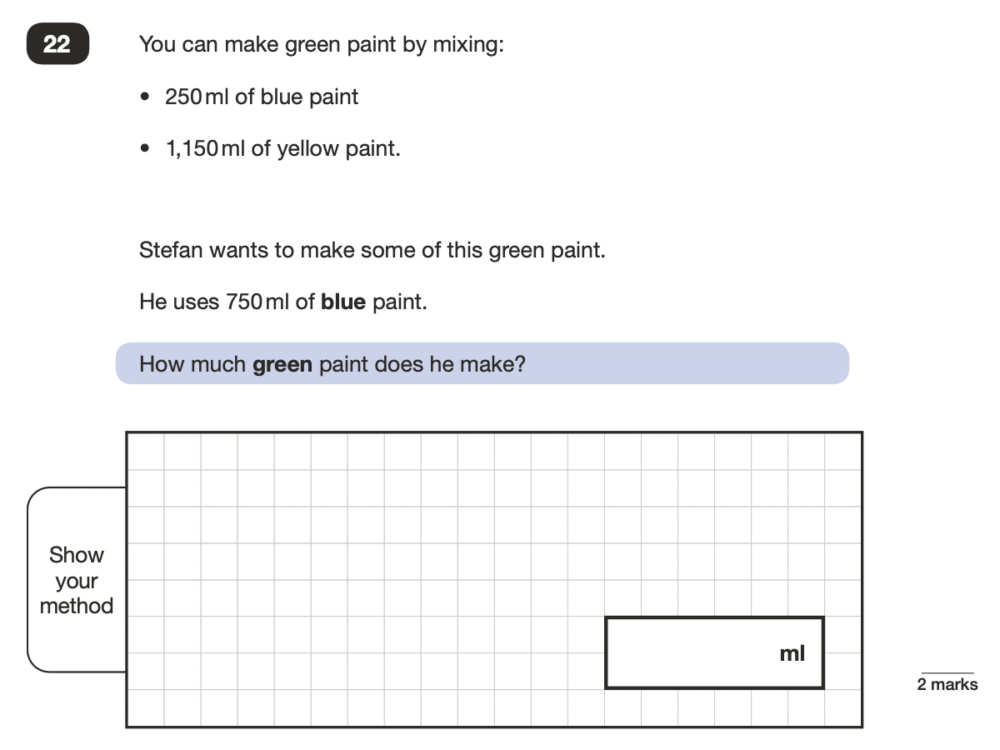 22
You can make green paint by mixing:
• 250 ml of blue paint
• 1,150 ml of yellow paint.
Stefan wants to make some of this green paint.
He uses 750 ml of blue paint.
How much green paint does he make?
Show
your
method
ml
2 marks